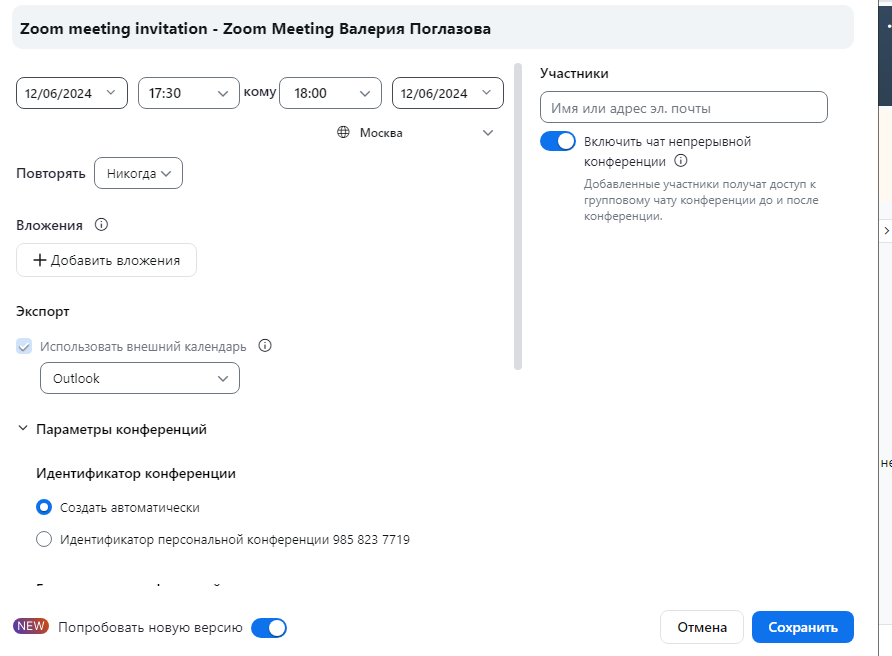 Zoom meeting invitation - Zoom Meeting Валерия Поглазова
12/06/2024 17:30 кому 18:00 12/06/2024
Москва
Повторять Никогда
Вложения
Добавить вложения
Экспорт
Использовать внешний календарь
Outlook
Параметры конференций
Идентификатор конференции
Создать автоматически
Идентификатор персональной конференции 985 823 7719
Участники
Имя или адрес эл. почты
Включить чат непрерывной
конференции
Добавленные участники получат доступ к
групповому чату конференции до и после
конференции.
NEW Попробовать новую версию
Отмена Сохранить